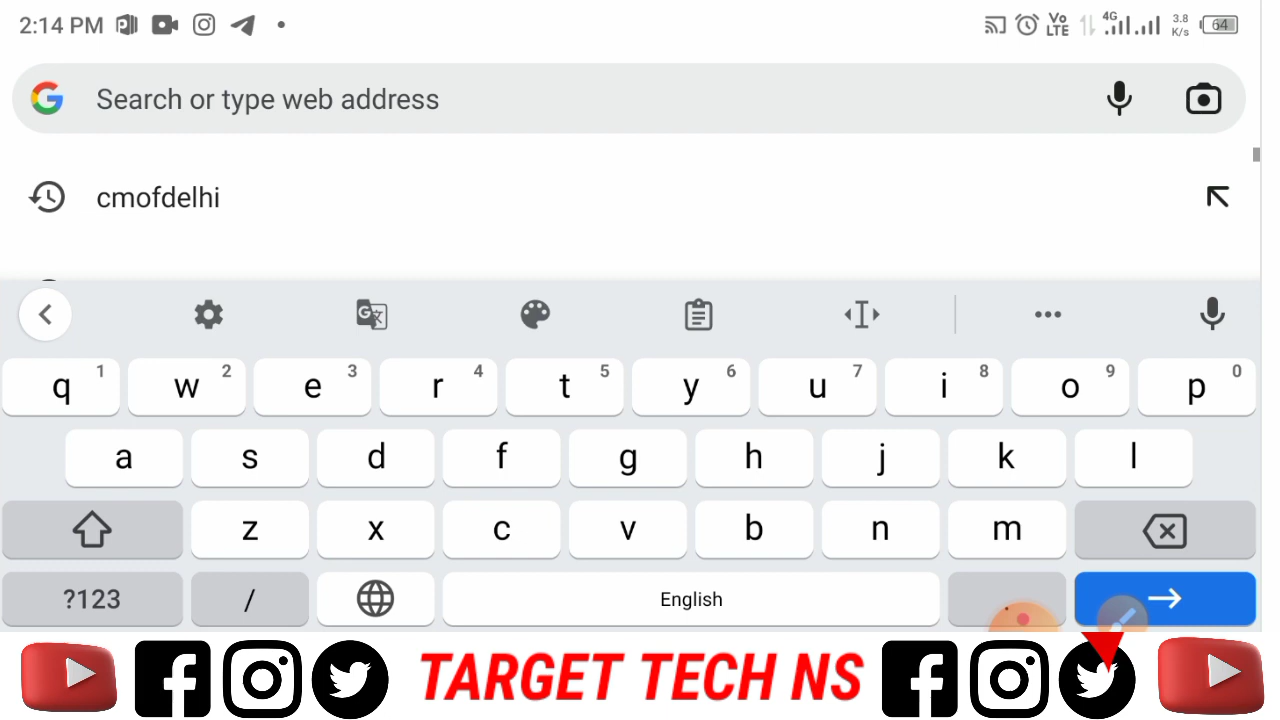 2:14 PM Vo LTE 4G 3.8 K/s 64
Search or type web address
cmofdelhi
q 1 w 2 e 3 r 4 t 5 y 6 u 7 i 8 o 9 p 0
a s d f g h j k l
z x c v b n m
?123 / English
TARGET TECH NS